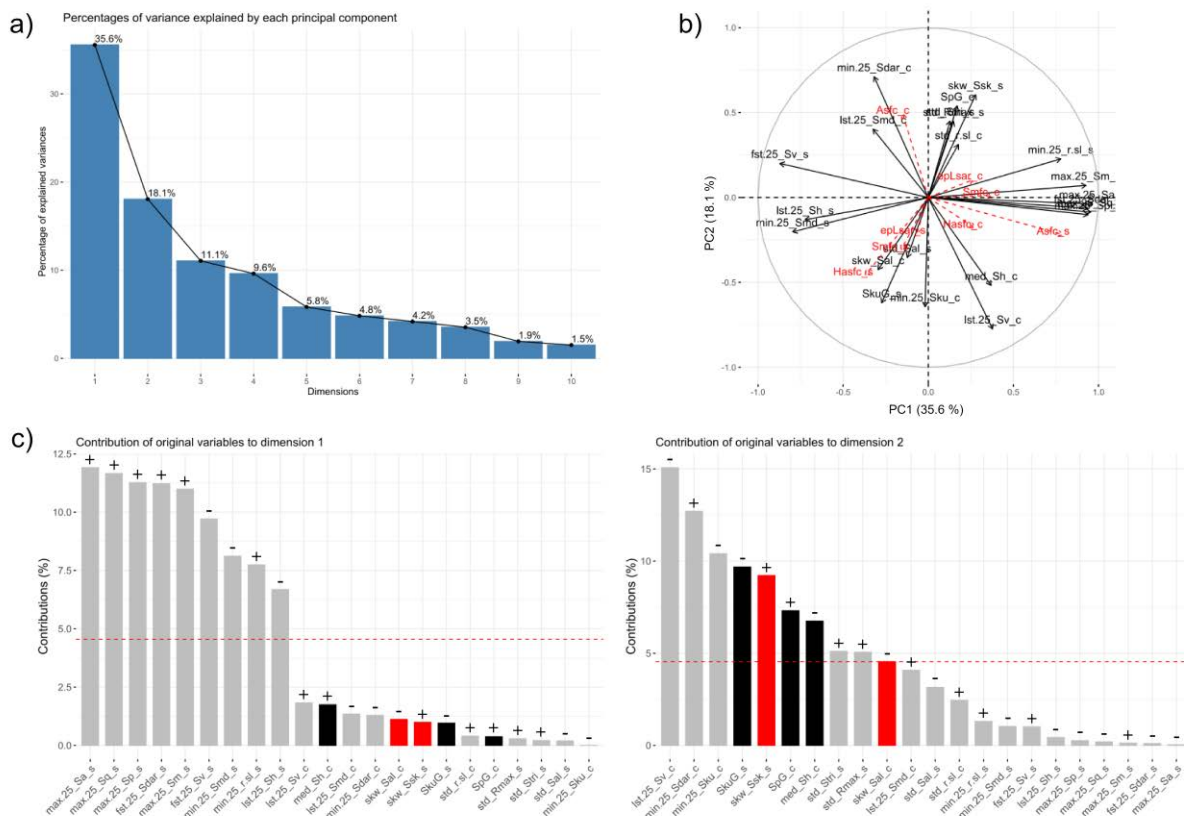 a)
Percentages of variance explained by each principal component
Percentage of explained variances
30
20
10
0
35.6%
18.1%
11.1%
9.6%
5.8%
4.8%
4.2%
3.5%
1.9%
1.5%
1 2 3 4 5 6 7 8 9 10
Dimensions
b)
PC2 (18.1 %)
1.0
0.5
0.0
-0.5
-1.0
min.25_Sdar_c
skw_Ssk_s
Asfc_c
lst.25_Smd_c
std_r.sl_c
fst.25_Sv_s
min.25_r.sl_s
epLsar_c
max.25_Sm_
Smfc_c
max.25_Sa
lst.25_Sh_s
min.25_Smd_s
Hasfc_c
Asfc_s
epLsar_s
std_Sal_s
skw_Sal_c
Hasfc_s
med_Sh_c
SkuG_s
min.25_Sku_c
lst.25_Sv_c
-1.0 -0.5 0.0 0.5 1.0
PC1 (35.6 %)
c)
Contribution of original variables to dimension 1
Contributions (%)
12.5
10.0
7.5
5.0
2.5
0.0
+ + + + + - - + - + + - - - + - + + + + - -
max.25_Sa_s
max.25_Sq_s
max.25_Sp_s
fst.25_Sdar_s
max.25_Sm_s
fst.25_Sv_s
min.25_Smd_s
min.25_r.sl_s
lst.25_Sh_s
lst.25_Sv_c
med_Sh_c
lst.25_Smd_c
min.25_Sdar_c
skw_Sal_c
skw_Ssk_s
SkuG_s
std_r.sl_c
SpG_c
std_Rmax_s
std_Stri_s
std_Sal_s
min.25_Sku_c
Contribution of original variables to dimension 2
Contributions (%)
15
10
5
0
- + - - + + - + + - + - + + - + - - - + - -
lst.25_Sv_c
min.25_Sdar_c
min.25_Sku_c
SkuG_s
skw_Ssk_s
SpG_c
med_Sh_c
std_Stri_s
std_Rmax_s
skw_Sal_c
lst.25_Smd_c
std_Sal_s
std_r.sl_c
min.25_r.sl_s
min.25_Smd_s
fst.25_Sv_s
lst.25_Sh_s
max.25_Sp_s
max.25_Sq_s
max.25_Sm_s
fst.25_Sdar_s
max.25_Sa_s